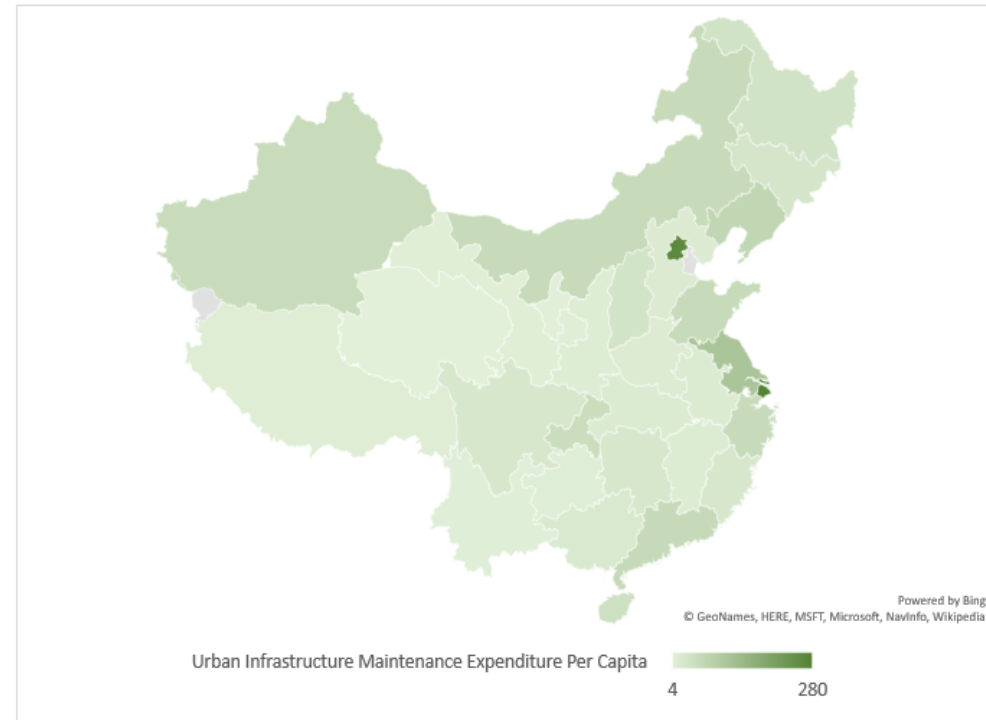 Powered by Bing
© GeoNames, HERE, MSFT, Microsoft, NavInfo, Wikipedia
Urban Infrastructure Maintenance Expenditure Per Capita
4 280